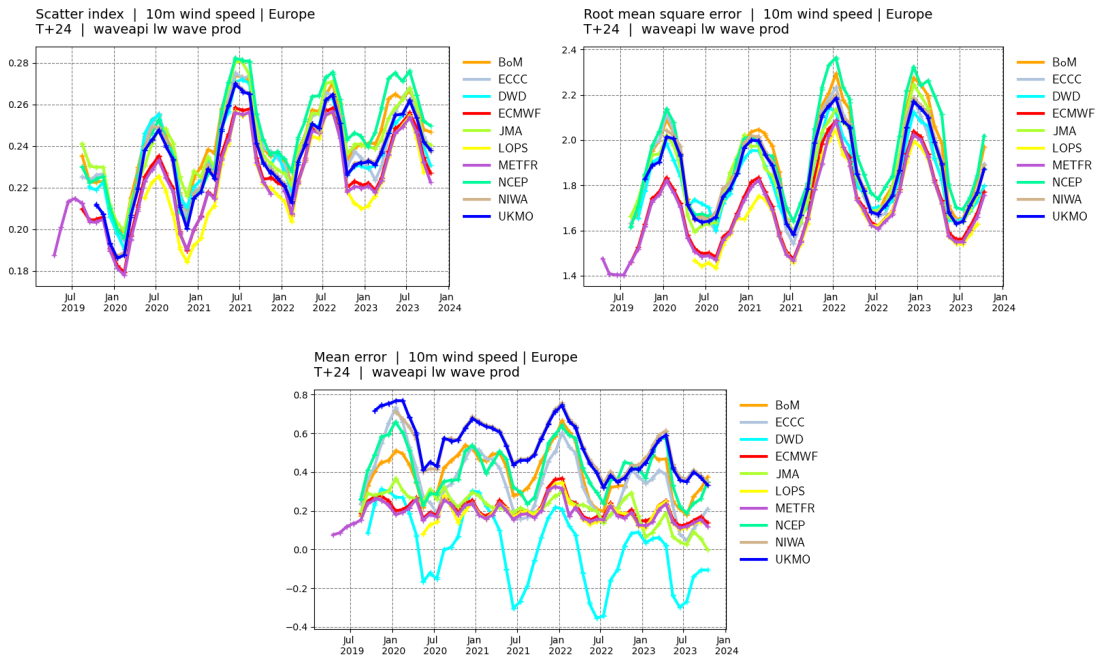 Scatter index | 10m wind speed | Europe
T+24 | waveapi lw wave prod
0.28
0.26
0.24
0.22
0.20
0.18
Jul 2019
Jan 2020
Jul 2020
Jan 2021
Jul 2021
Jan 2022
Jul 2022
Jan 2023
Jul 2023
Jan 2024
BoM
ECCC
DWD
ECMWF
JMA
LOPS
METFR
NCEP
NIWA
UKMO
Root mean square error | 10m wind speed | Europe
T+24 | waveapi lw wave prod
2.4
2.2
2.0
1.8
1.6
1.4
Jul 2019
Jan 2020
Jul 2020
Jan 2021
Jul 2021
Jan 2022
Jul 2022
Jan 2023
Jul 2023
Jan 2024
BoM
ECCC
DWD
ECMWF
JMA
LOPS
METFR
NCEP
NIWA
UKMO
Mean error | 10m wind speed | Europe
T+24 | waveapi lw wave prod
0.8
0.6
0.4
0.2
0.0
−0.2
−0.4
Jul 2019
Jan 2020
Jul 2020
Jan 2021
Jul 2021
Jan 2022
Jul 2022
Jan 2023
Jul 2023
Jan 2024
BoM
ECCC
DWD
ECMWF
JMA
LOPS
METFR
NCEP
NIWA
UKMO